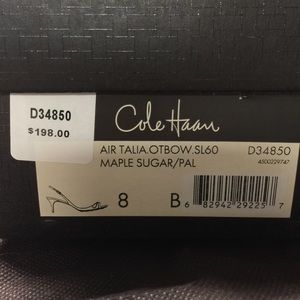 D34850
$198.00
Cole Haan
AIR TALIA.OTBOW.SL60 D34850
MAPLE SUGAR/PAL 4500229747
8 B
6 82942 29225 7